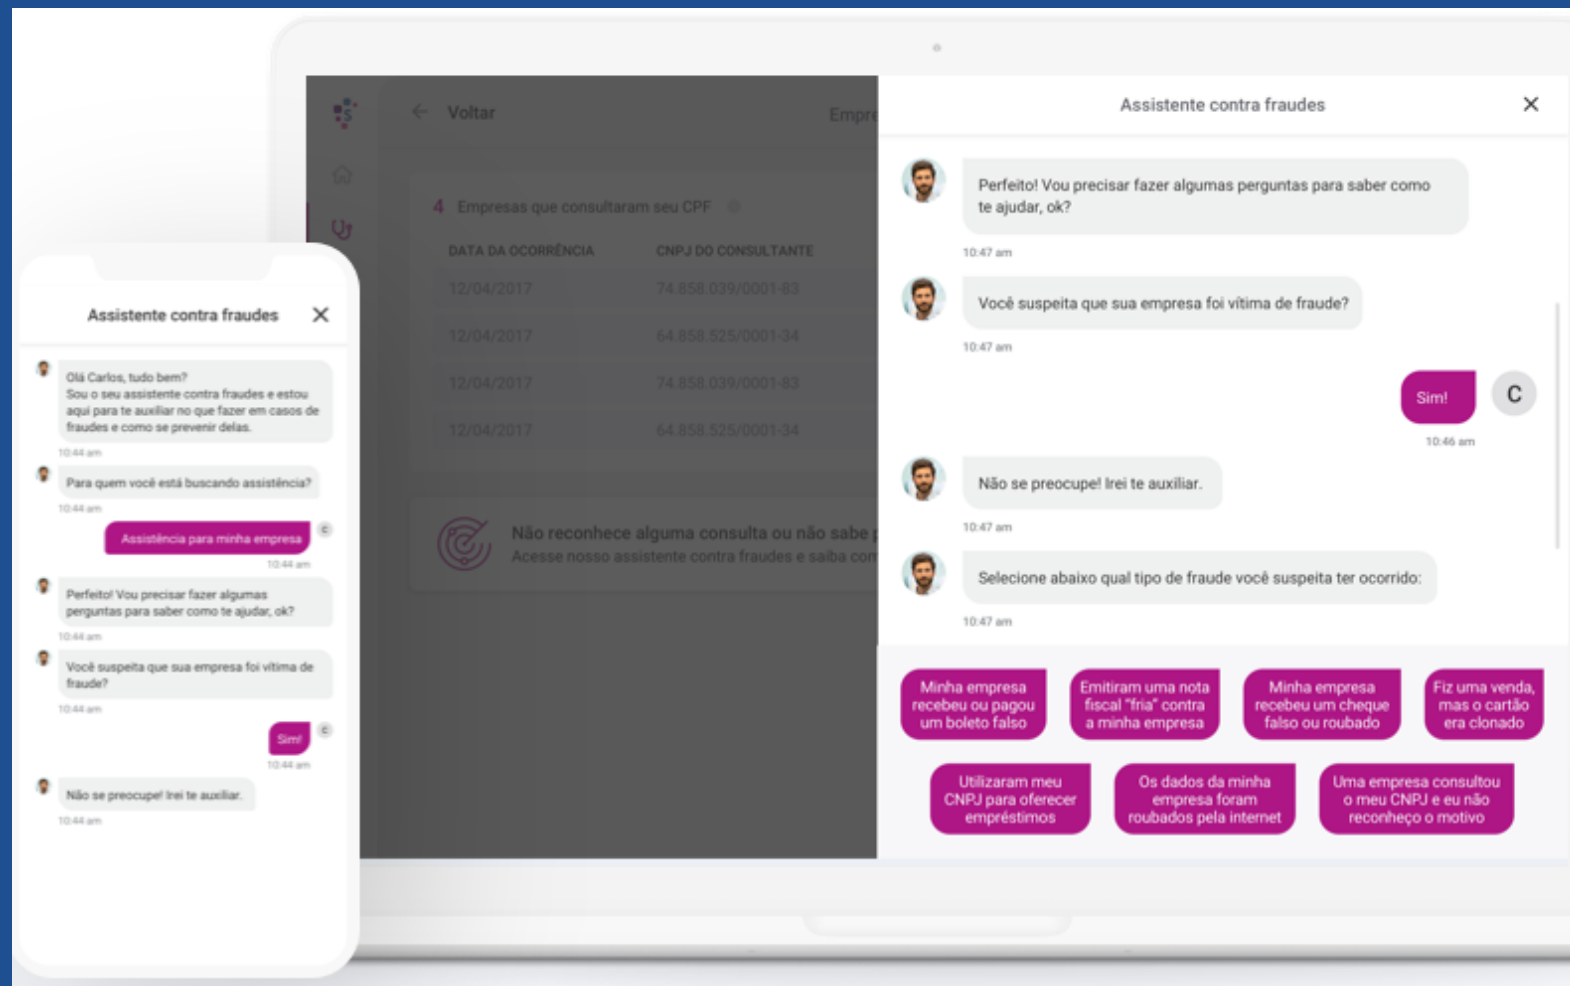 Assistente contra fraudes
Olá Carlos, tudo bem?
Sou o seu assistente contra fraudes e estou
aqui para te auxiliar no que fazer em casos de
fraudes e como se prevenir delas.
10:44 am
Para quem você está buscando assistência?
10:44 am
Assistência para minha empresa
C
10:44 am
Perfeito! Vou precisar fazer algumas
perguntas para saber como te ajudar, ok?
10:44 am
Você suspeita que sua empresa foi vítima de
fraude?
10:44 am
Sim!
C
10:44 am
Não se preocupe! Irei te auxiliar.
10:44 am
S
Voltar
Empre
4 Empresas que consultaram seu CPF
DATA DA OCORRÊNCIA CNPJ DO CONSULTANTE
12/04/2017 74.858.039/0001-83
12/04/2017 64.858.525/0001-34
12/04/2017 74.858.039/0001-83
12/04/2017 64.858.525/0001-34
Não reconhece alguma consulta ou não sabe p
Acesse nosso assistente contra fraudes e saiba com
Assistente contra fraudes
Perfeito! Vou precisar fazer algumas perguntas para saber como
te ajudar, ok?
10:47 am
Você suspeita que sua empresa foi vítima de fraude?
10:47 am
Sim!
C
10:46 am
Não se preocupe! Irei te auxiliar.
10:47 am
Selecione abaixo qual tipo de fraude você suspeita ter ocorrido:
10:47 am
Minha empresa
recebeu ou pagou
um boleto falso
Emitiram uma nota
fiscal "fria" contra
a minha empresa
Minha empresa
recebeu um cheque
falso ou roubado
Fiz uma venda,
mas o cartão
era clonado
Utilizaram meu
CNPJ para oferecer
empréstimos
Os dados da minha
empresa foram
roubados pela internet
Uma empresa consultou
o meu CNPJ e eu não
reconheço o motivo